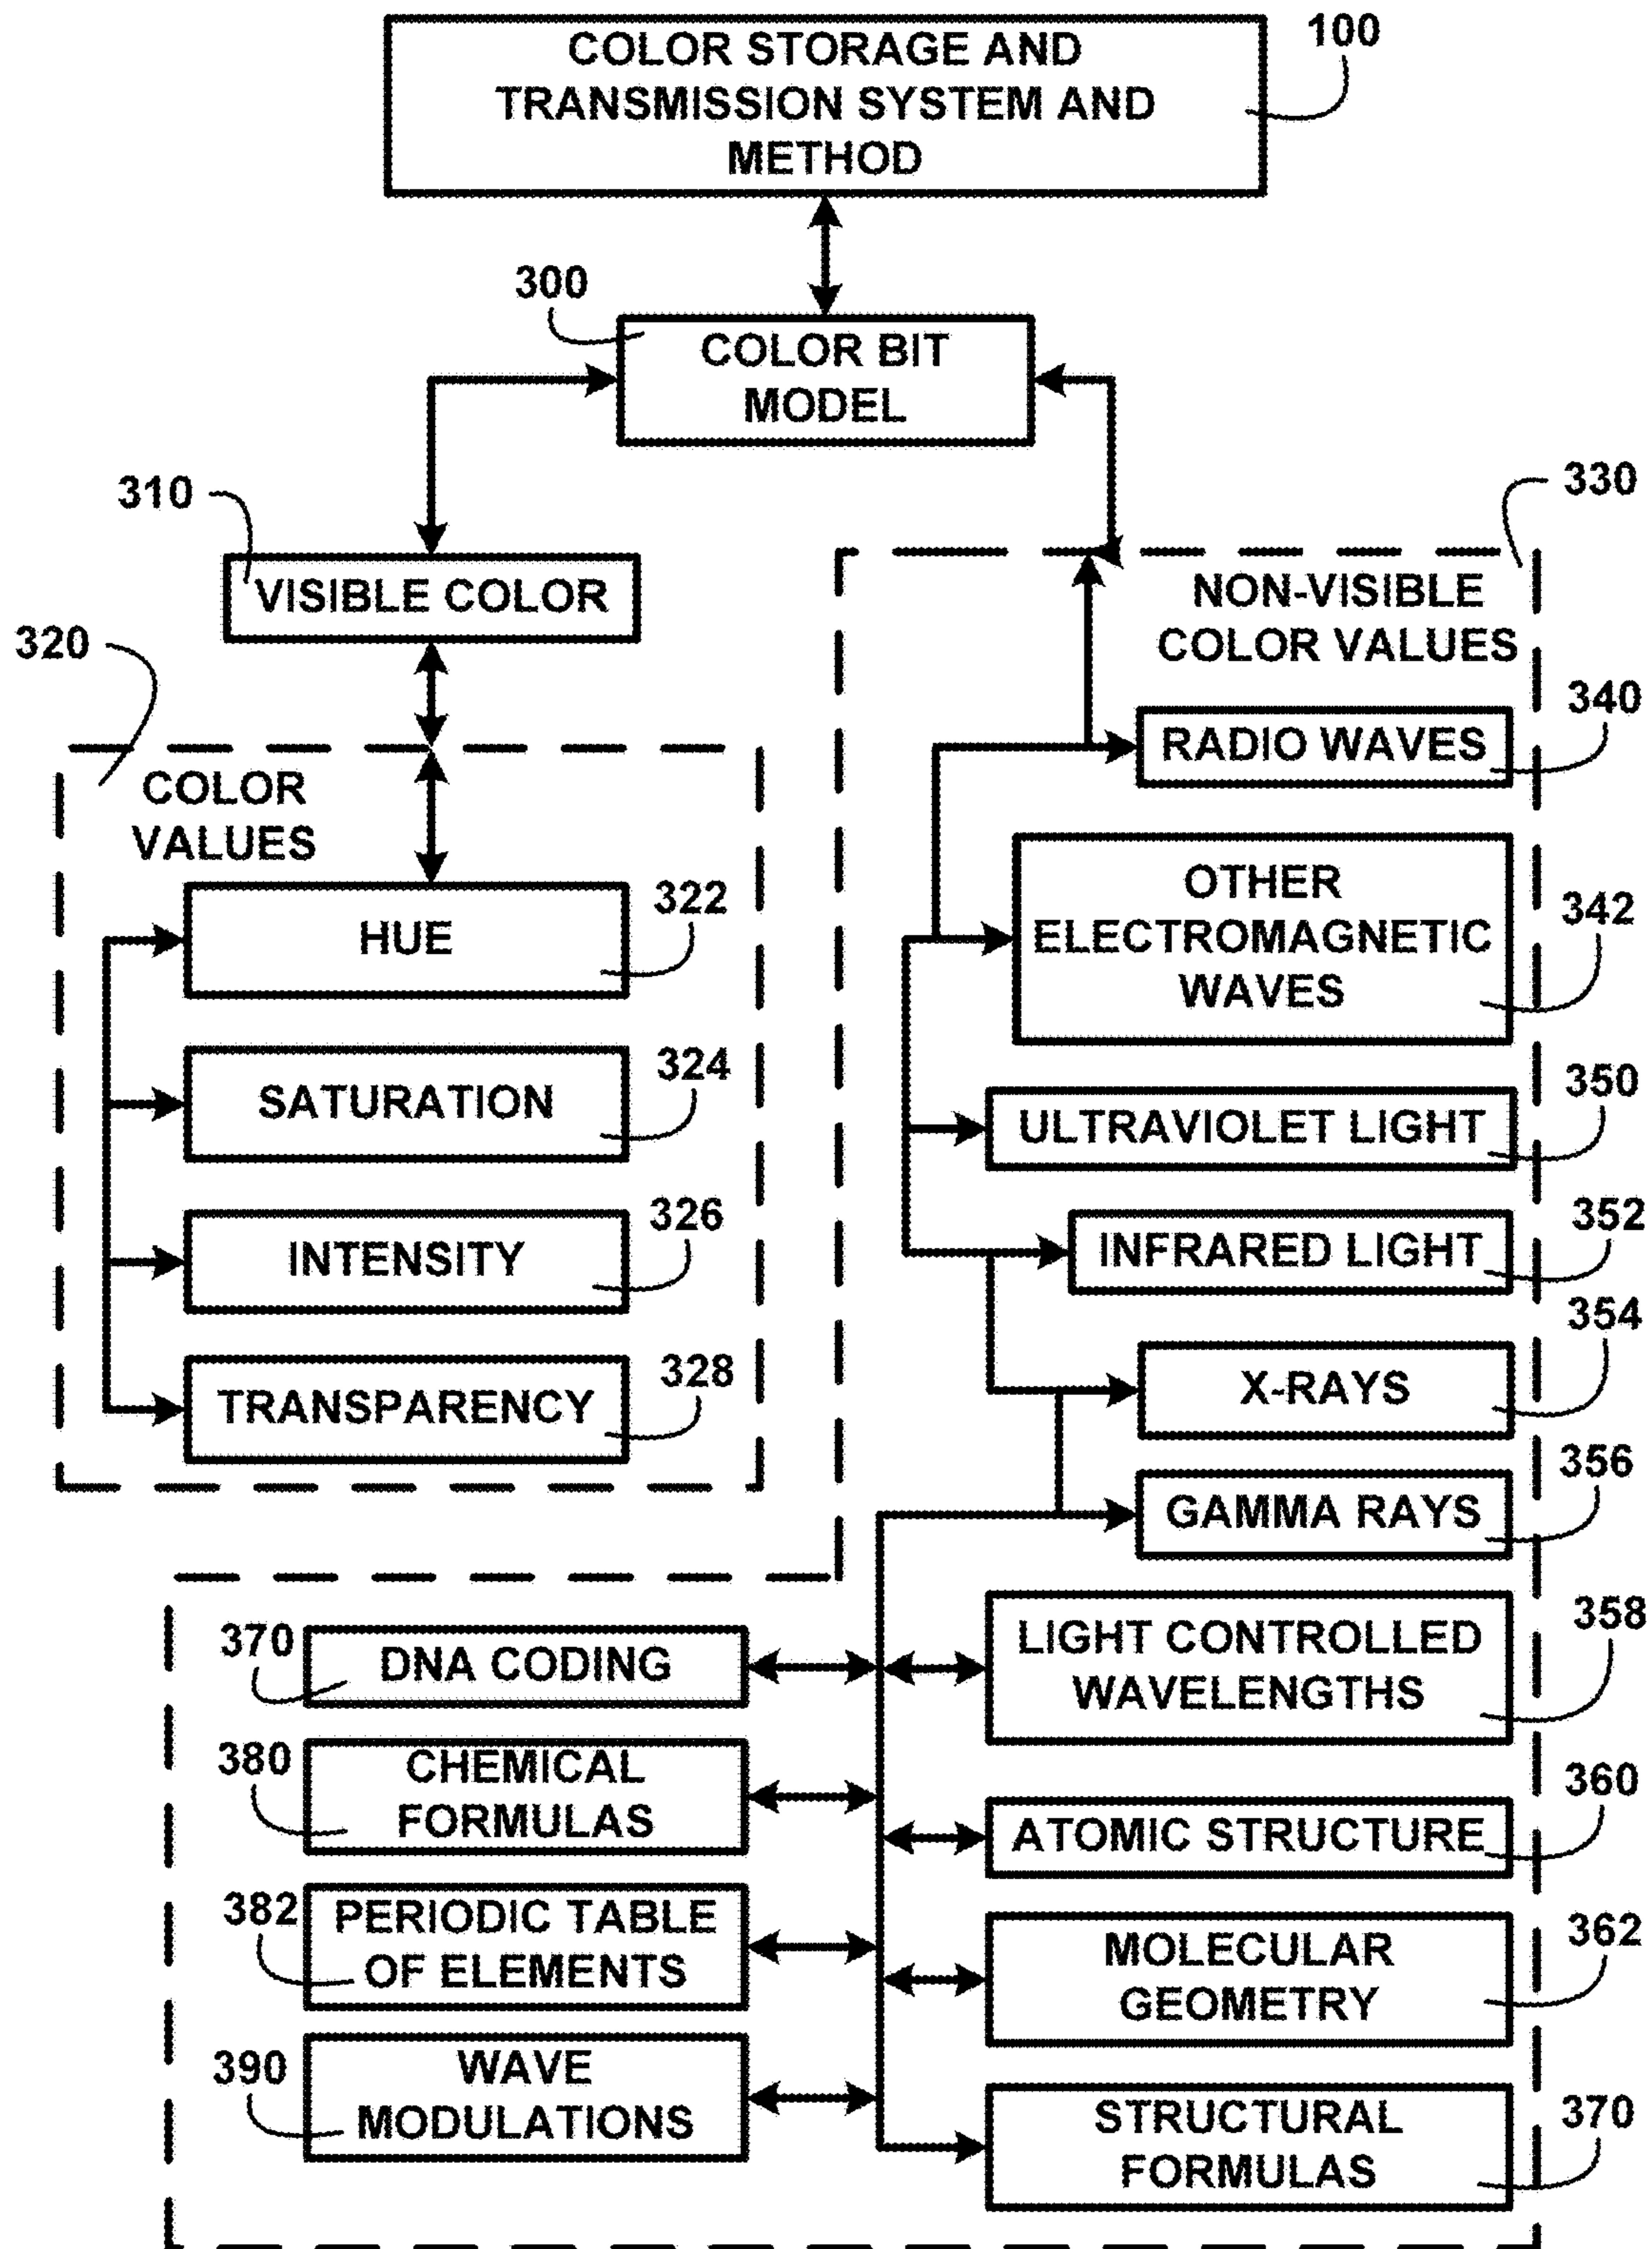 COLOR STORAGE AND
TRANSMISSION SYSTEM AND
METHOD
100
300
COLOR BIT
MODEL
310
VISIBLE COLOR
320
COLOR
VALUES
HUE
322
SATURATION
324
INTENSITY
326
TRANSPARENCY
328
330
NON-VISIBLE
COLOR VALUES
340
RADIO WAVES
OTHER
ELECTROMAGNETIC
WAVES
342
350
ULTRAVIOLET LIGHT
352
INFRARED LIGHT
354
X-RAYS
356
GAMMA RAYS
358
LIGHT CONTROLLED
WAVELENGTHS
360
ATOMIC STRUCTURE
362
MOLECULAR
GEOMETRY
370
STRUCTURAL
FORMULAS
370
DNA CODING
380
CHEMICAL
FORMULAS
382
PERIODIC TABLE
OF ELEMENTS
390
WAVE
MODULATIONS